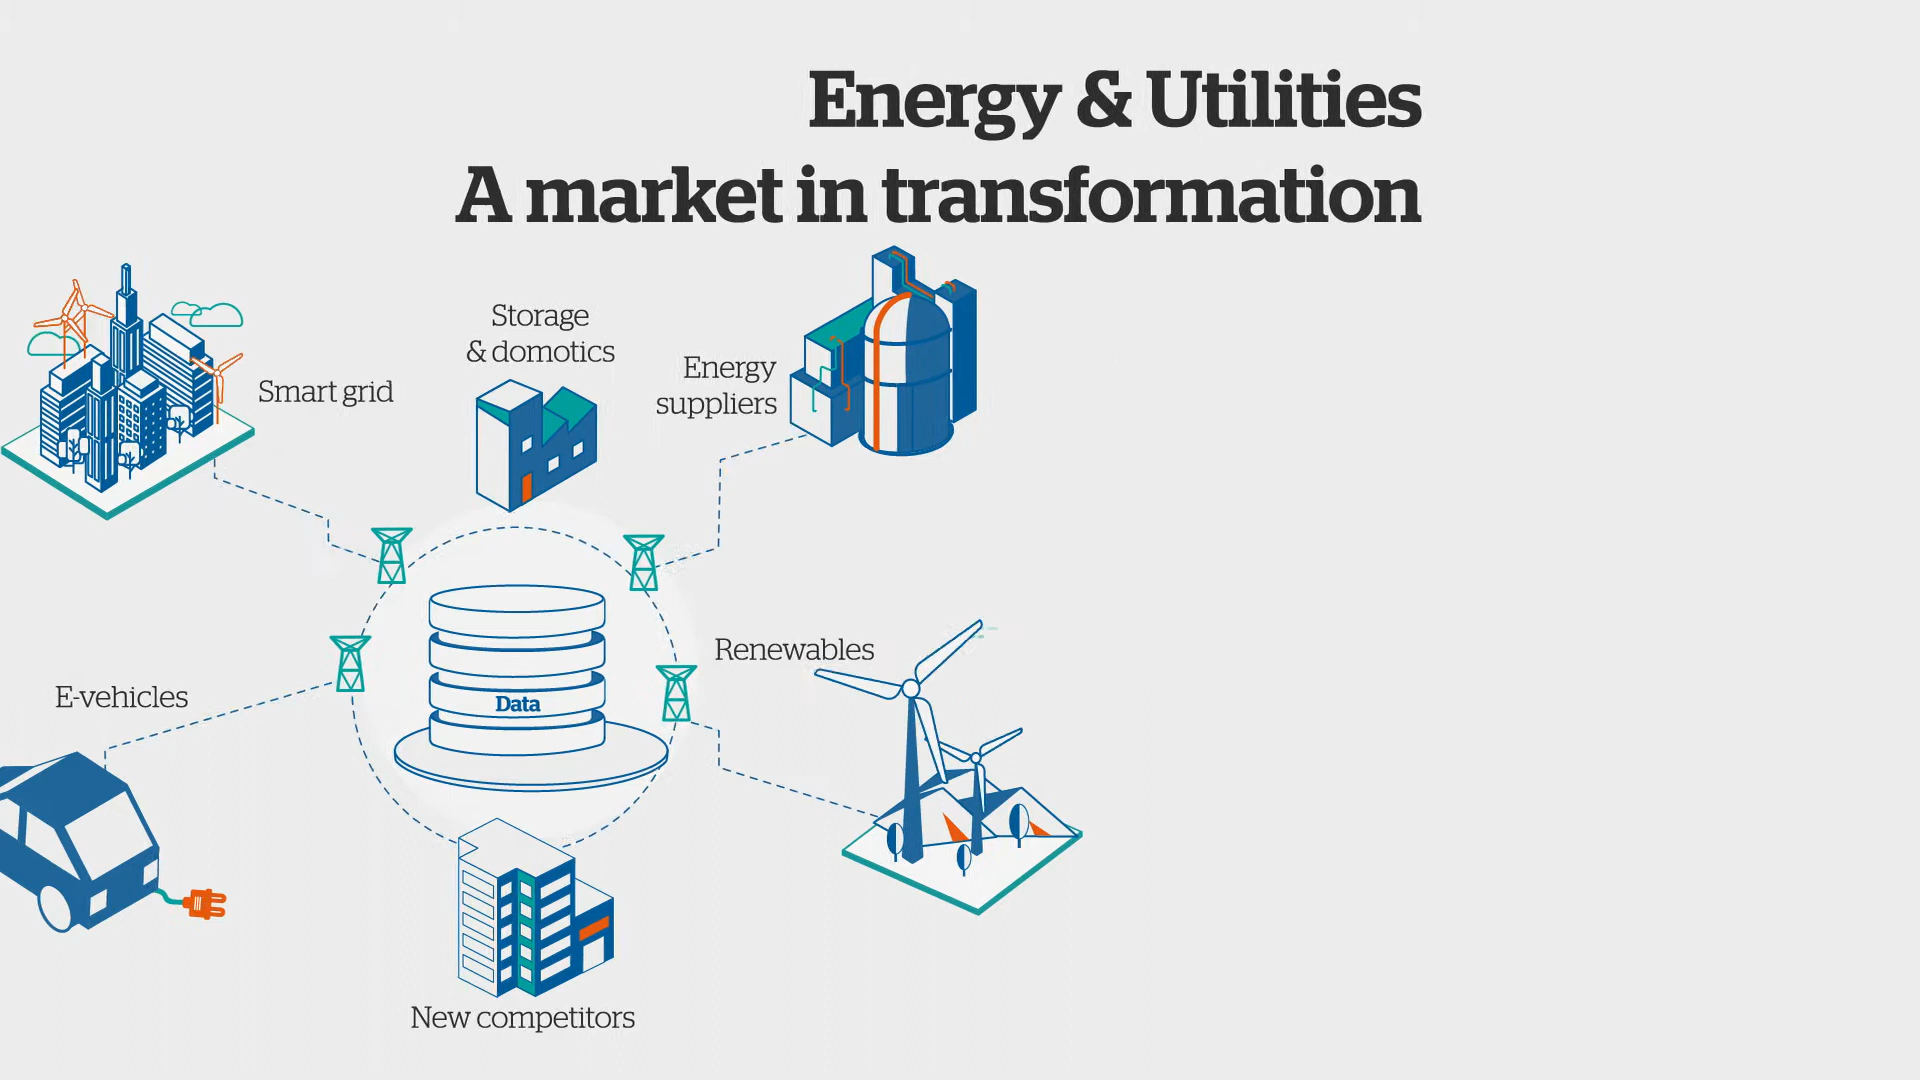 Energy & Utilities
A market in transformation
Storage
& domotics
Energy
suppliers
Smart grid
Renewables
E-vehicles
Data
New competitors